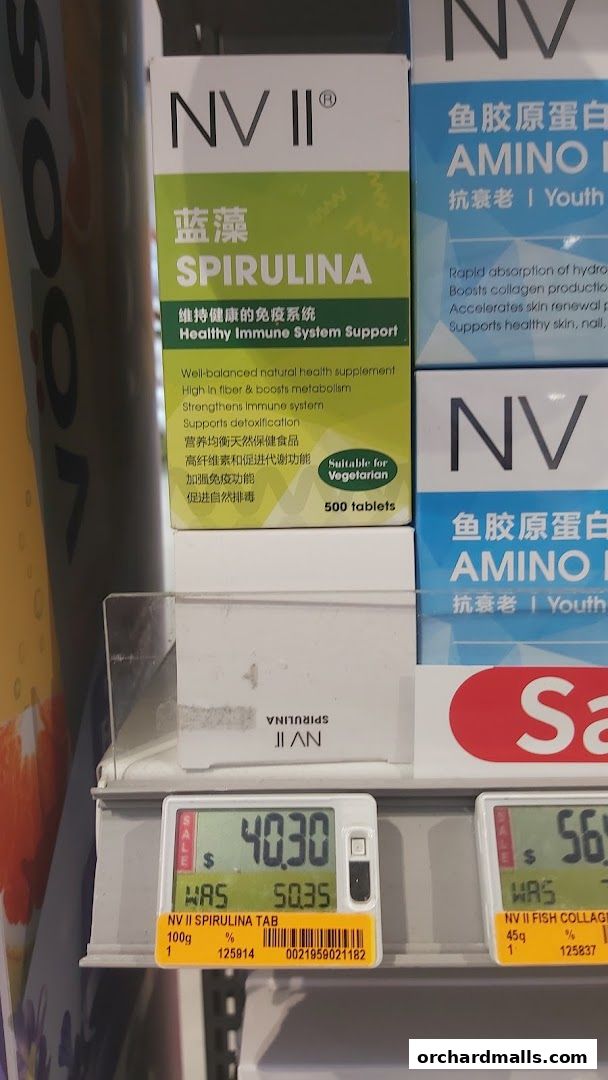 NV II®
蓝藻
SPIRULINA
维持健康的免疫系统
Healthy Immune System Support
Well-balanced natural health supplement
High in fiber & boosts metabolism
Strengthens immune system
Supports detoxification
营养均衡天然保健食品
高纤维素和促进代谢功能
加强免疫功能
促进自然排毒
Suitable for
Vegetarian
500 tablets
NV
鱼胶原蛋白
AMINO
抗衰老 | Youth
Rapid absorption of hydro
Boosts collagen productio
Accelerates skin renewal
Supports healthy skin, nail,
NV
鱼胶原蛋白
AMINO
抗衰老 | Youth
NV II
SPIRULINA
Sa
SALE
$ 40.30
WAS 50.35
NV II SPIRULINA TAB
100g %
1 125914 0021959021182
SALE
$ 56
WAS
NV II FISH COLLAG
45g %
1 125837
orchardmalls.com